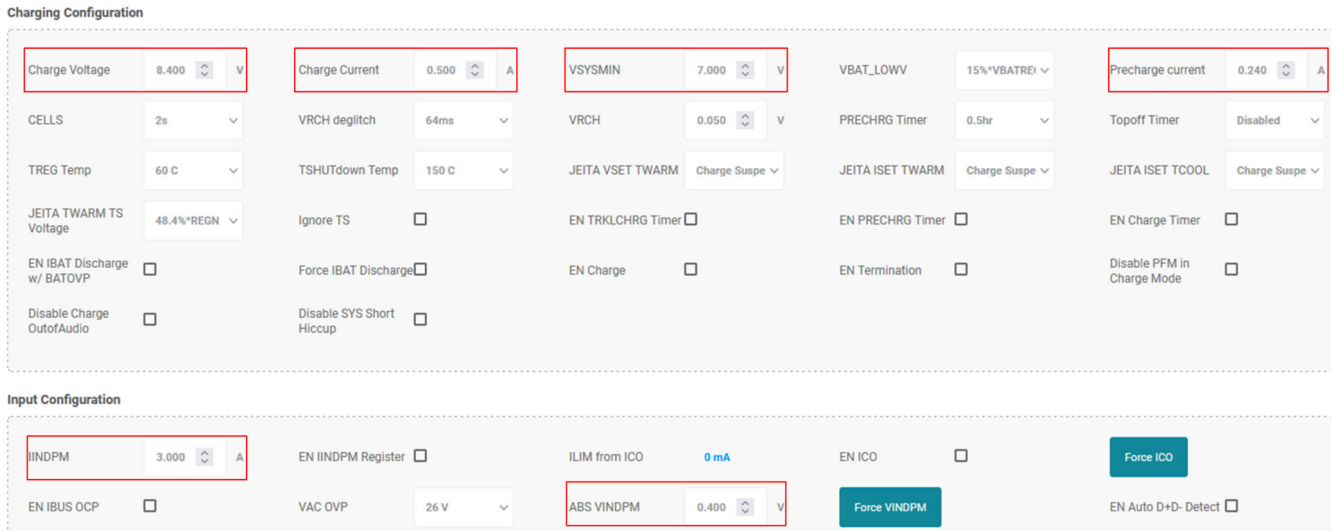 Charging Configuration
Charge Voltage 8.400 V Charge Current 0.500 A VSYSMIN 7.000 V VBAT_LOWV 15%*VBATREI Precharge current 0.240 A
CELLS 2s VRCH deglitch 64ms VRCH 0.050 V PRECHRG Timer 0.5hr Topoff Timer Disabled
TREG Temp 60 C TSHUTdown Temp 150 C JEITA VSET TWARM Charge Suspe JEITA ISET TWARM Charge Suspe JEITA ISET TCOOL Charge Suspe
JEITA TWARM TS
Voltage 48.4%*REGN Ignore TS EN TRKLCHRG Timer EN PRECHRG Timer EN Charge Timer
EN IBAT Discharge
w/ BATOVP Force IBAT Discharge EN Charge EN Termination Disable PFM in
Charge Mode
Disable Charge
OutofAudio Disable SYS Short
Hiccup
Input Configuration
IINDPM 3.000 A EN IINDPM Register ILIM from ICO 0 mA EN ICO Force ICO
EN IBUS OCP VAC OVP 26 V ABS VINDPM 0.400 V Force VINDPM EN Auto D+D- Detect